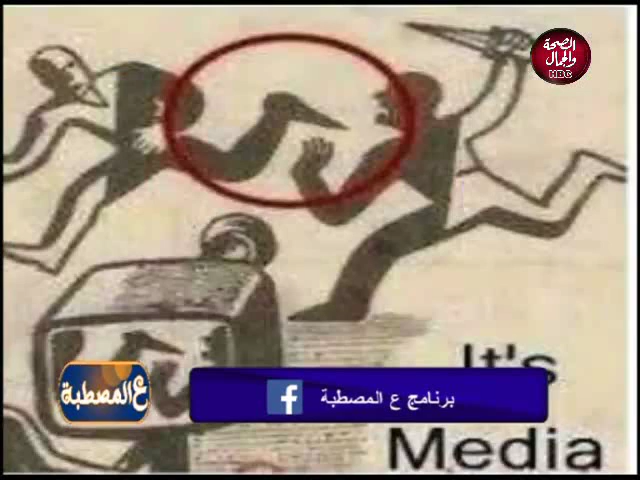 الصحة
والجمال
HBC
It's
ع المصطبة
برنامج ع المصطبة
Media